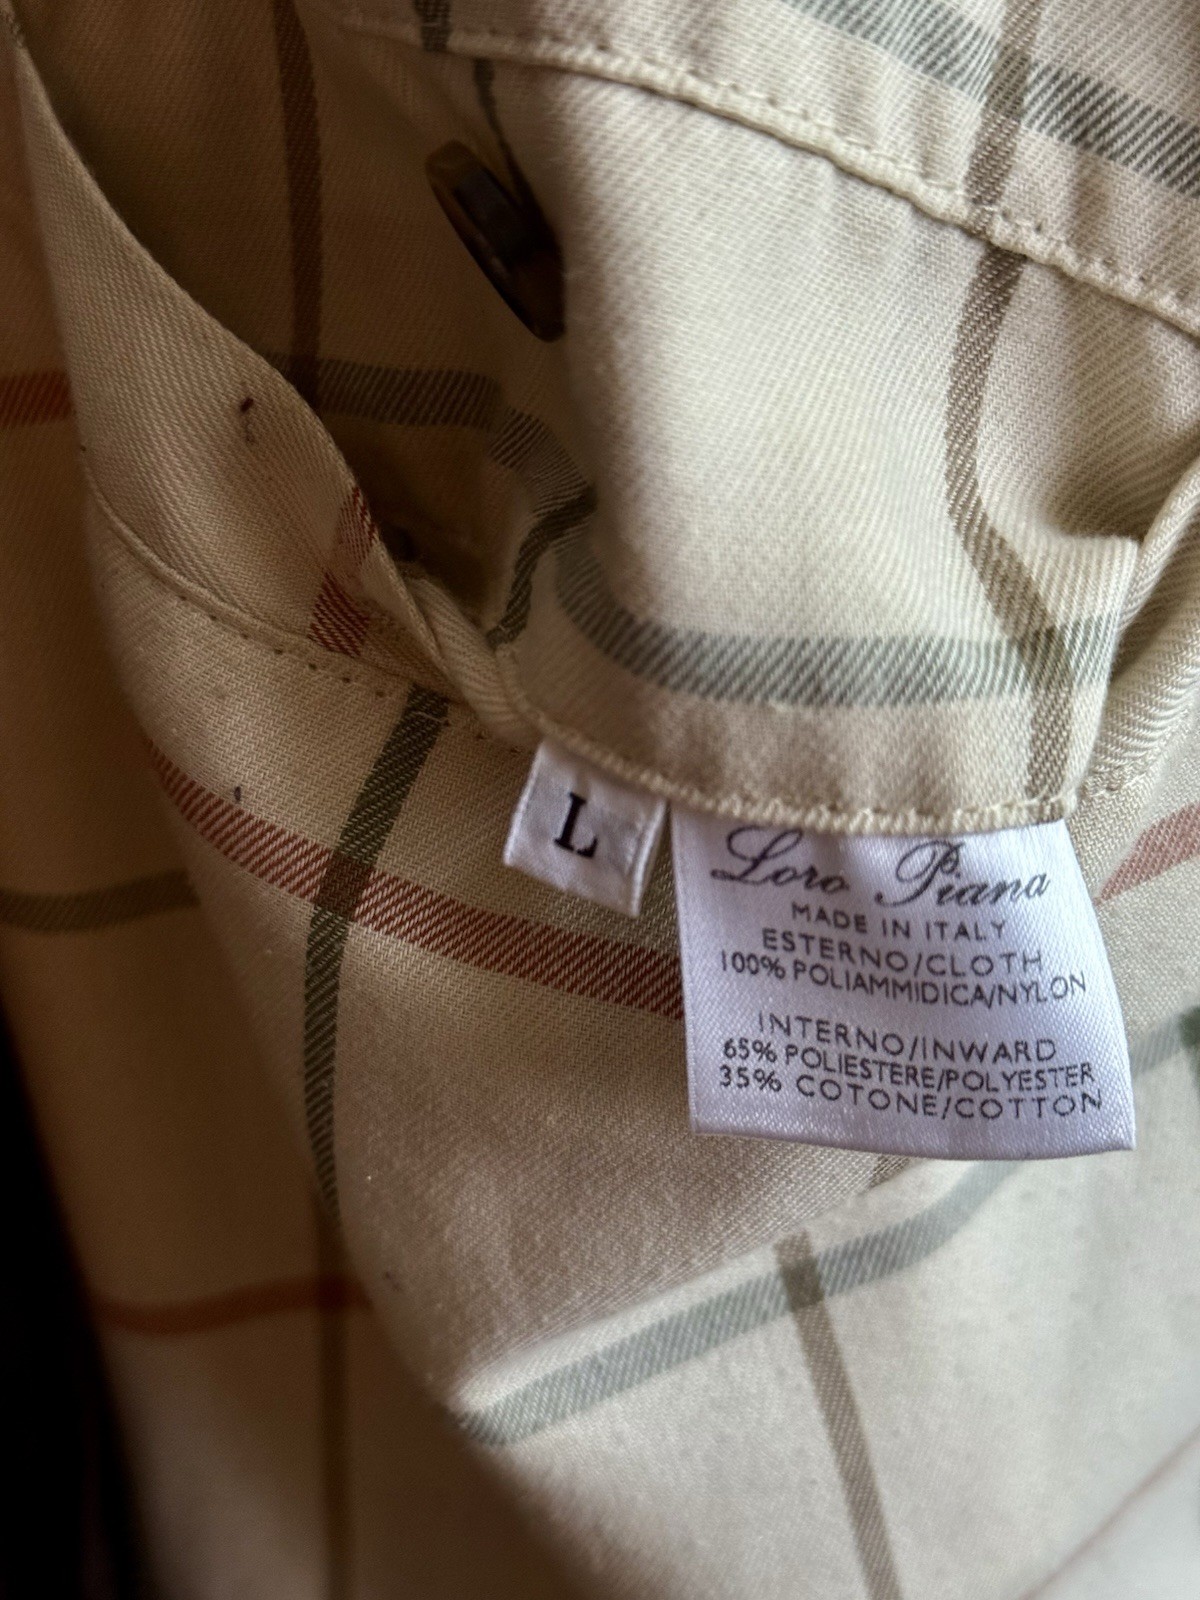 L
Loro Piana
MADE IN ITALY
ESTERNO/CLOTH
100% POLIAMMIDICA/NYLON
INTERNO/INWARD
65% POLIESTERE/POLYESTER
35% COTONE/COTTON